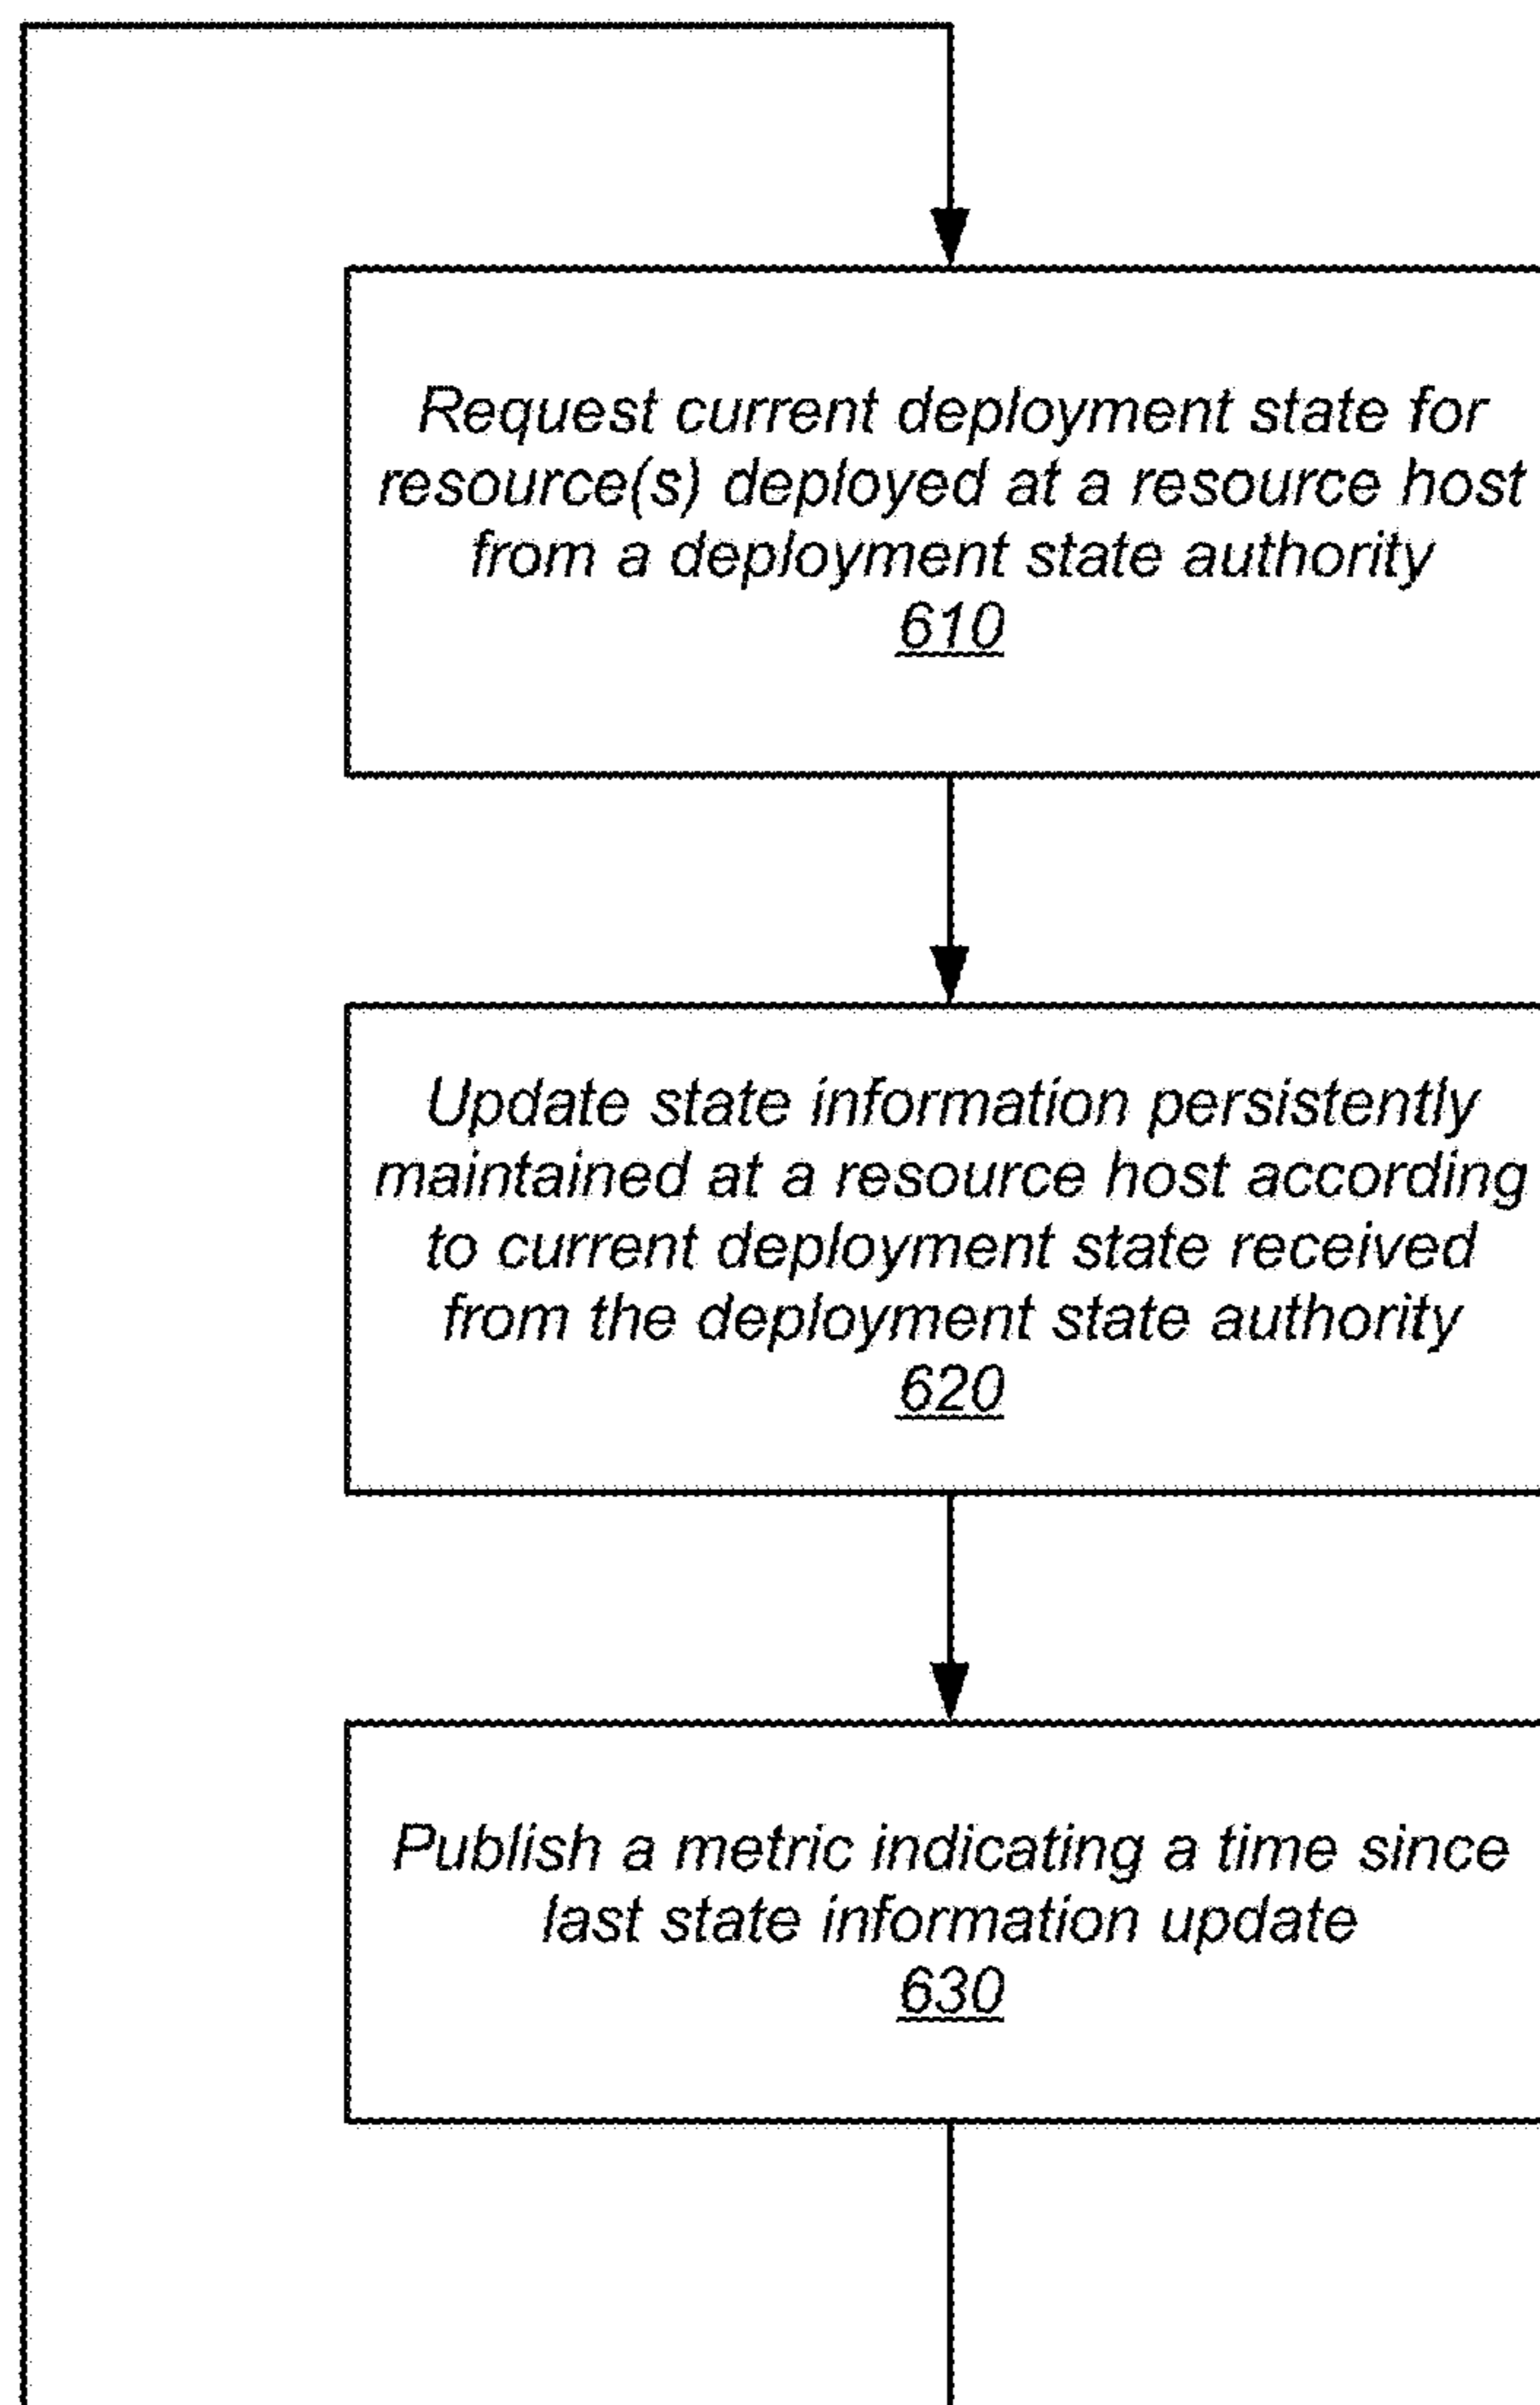 Request current deployment state for
resource(s) deployed at a resource host
from a deployment state authority
610
Update state information persistently
maintained at a resource host according
to current deployment state received
from the deployment state authority
620
Publish a metric indicating a time since
last state information update
630